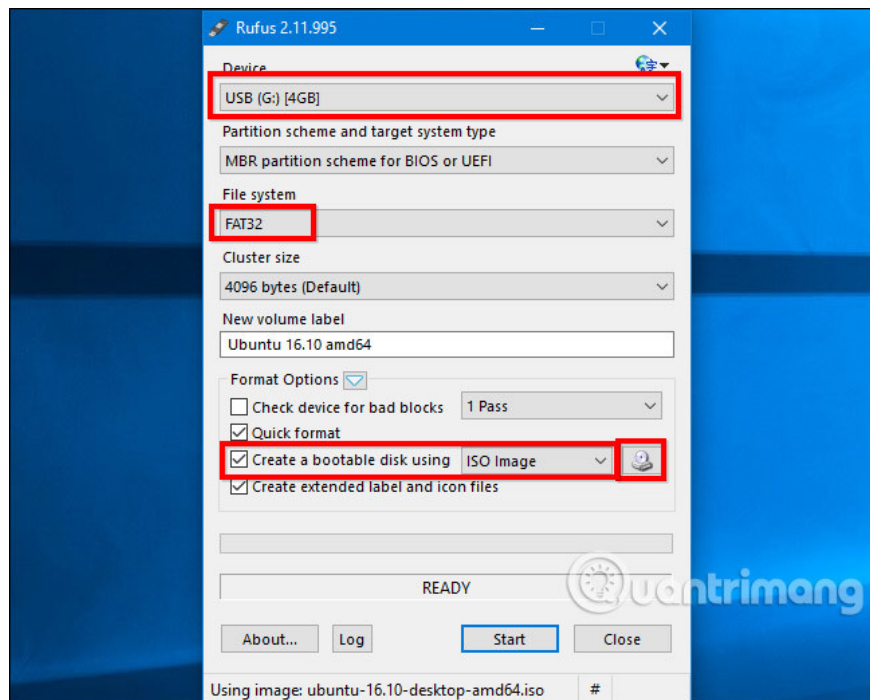 Rufus 2.11.995
Device
USB (G:) [4GB]
Partition scheme and target system type
MBR partition scheme for BIOS or UEFI
File system
FAT32
Cluster size
4096 bytes (Default)
New volume label
Ubuntu 16.10 amd64
Format Options
Check device for bad blocks 1 Pass
Quick format
Create a bootable disk using ISO Image
Create extended label and icon files
READY
Quantrimang
About... Log Start Close
Using image: ubuntu-16.10-desktop-amd64.iso #